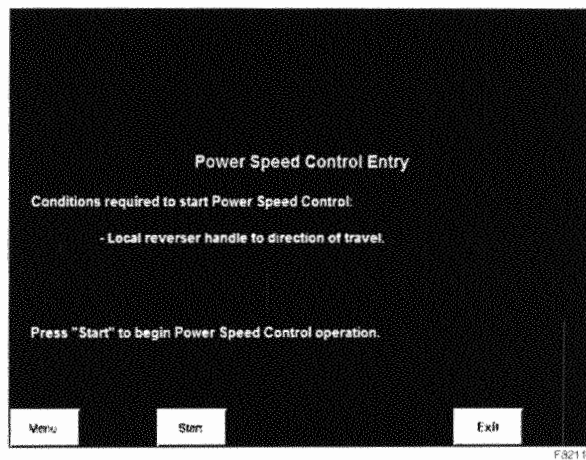 Power Speed Control Entry
Conditions required to start Power Speed Control:
- Local reverser handle to direction of travel.
Press "Start" to begin Power Speed Control operation.
Menu Start Exit
F8211